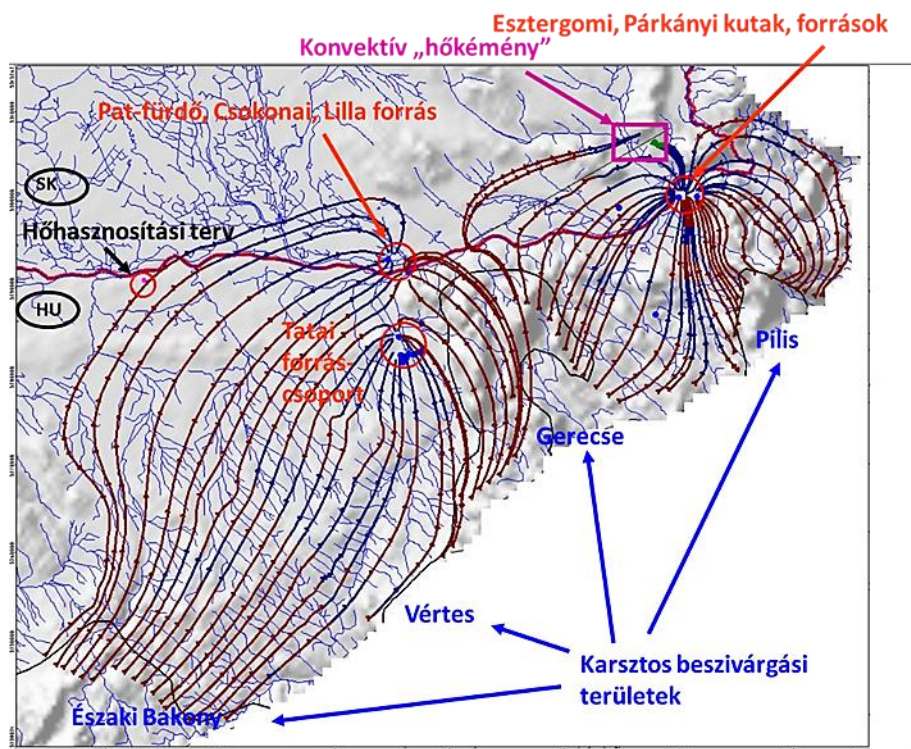 Esztergomi, Párkányi kutak, források
Konvektív „hőkémény”
Pat-fürdő, Csokonai, Lilla forrás
SK
Hőhasznosítási terv
HU
Tatai
forrás-
csoport
Pilis
Gerecse
Vértes
Karsztos beszivárgási
területek
Északi Bakony